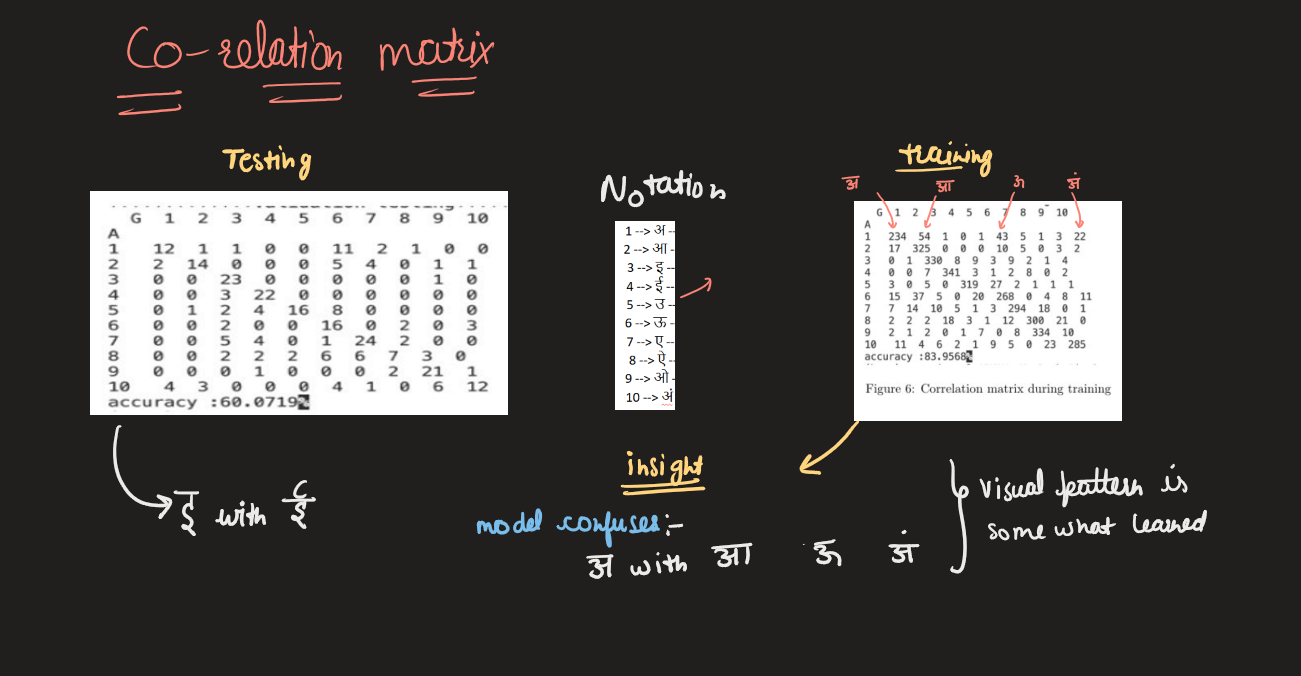 Co-relation matrix
Testing
G 1 2 3 4 5 6 7 8 9 10
A
1 12 1 1 0 0 11 2 1 0 0
2 2 14 0 0 0 5 4 0 1 1
3 0 0 23 0 0 0 0 0 1 0
4 0 0 3 22 0 0 0 0 0 0
5 0 1 2 4 16 8 0 0 0 0
6 0 0 2 0 0 16 0 2 0 3
7 0 0 5 4 0 1 24 2 0 0
8 0 0 2 2 2 6 6 7 3 0
9 0 0 0 1 0 0 0 2 21 1
10 4 3 0 0 0 4 1 0 6 12
accuracy :60.0719%
Notation
1 --> अ --
2 --> आ --
3 --> इ --
4 --> ई --
5 --> उ --
6 --> ऊ -
7 --> ए --
8 --> ऐ --
9 --> ओ -
10 --> अं
training
अ आ ऊ अं
G 1 2 3 4 5 6 7 8 9 10
A
1 234 54 1 0 1 43 5 1 3 22
2 17 325 0 0 0 10 5 0 3 2
3 0 1 330 8 9 3 9 2 1 4
4 0 0 7 341 3 1 2 8 0 2
5 3 0 5 0 319 27 2 1 1 1
6 15 37 5 0 20 268 0 4 8 11
7 7 14 10 5 1 3 294 18 0 1
8 2 2 2 18 3 1 12 300 21 0
9 2 1 2 0 1 7 0 8 334 10
10 11 4 6 2 1 9 5 0 23 285
accuracy :83.9568%
Figure 6: Correlation matrix during training
इ with ई
insight
model confuses:-
अ with आ ऊ अं
visual pattern is
some what learned